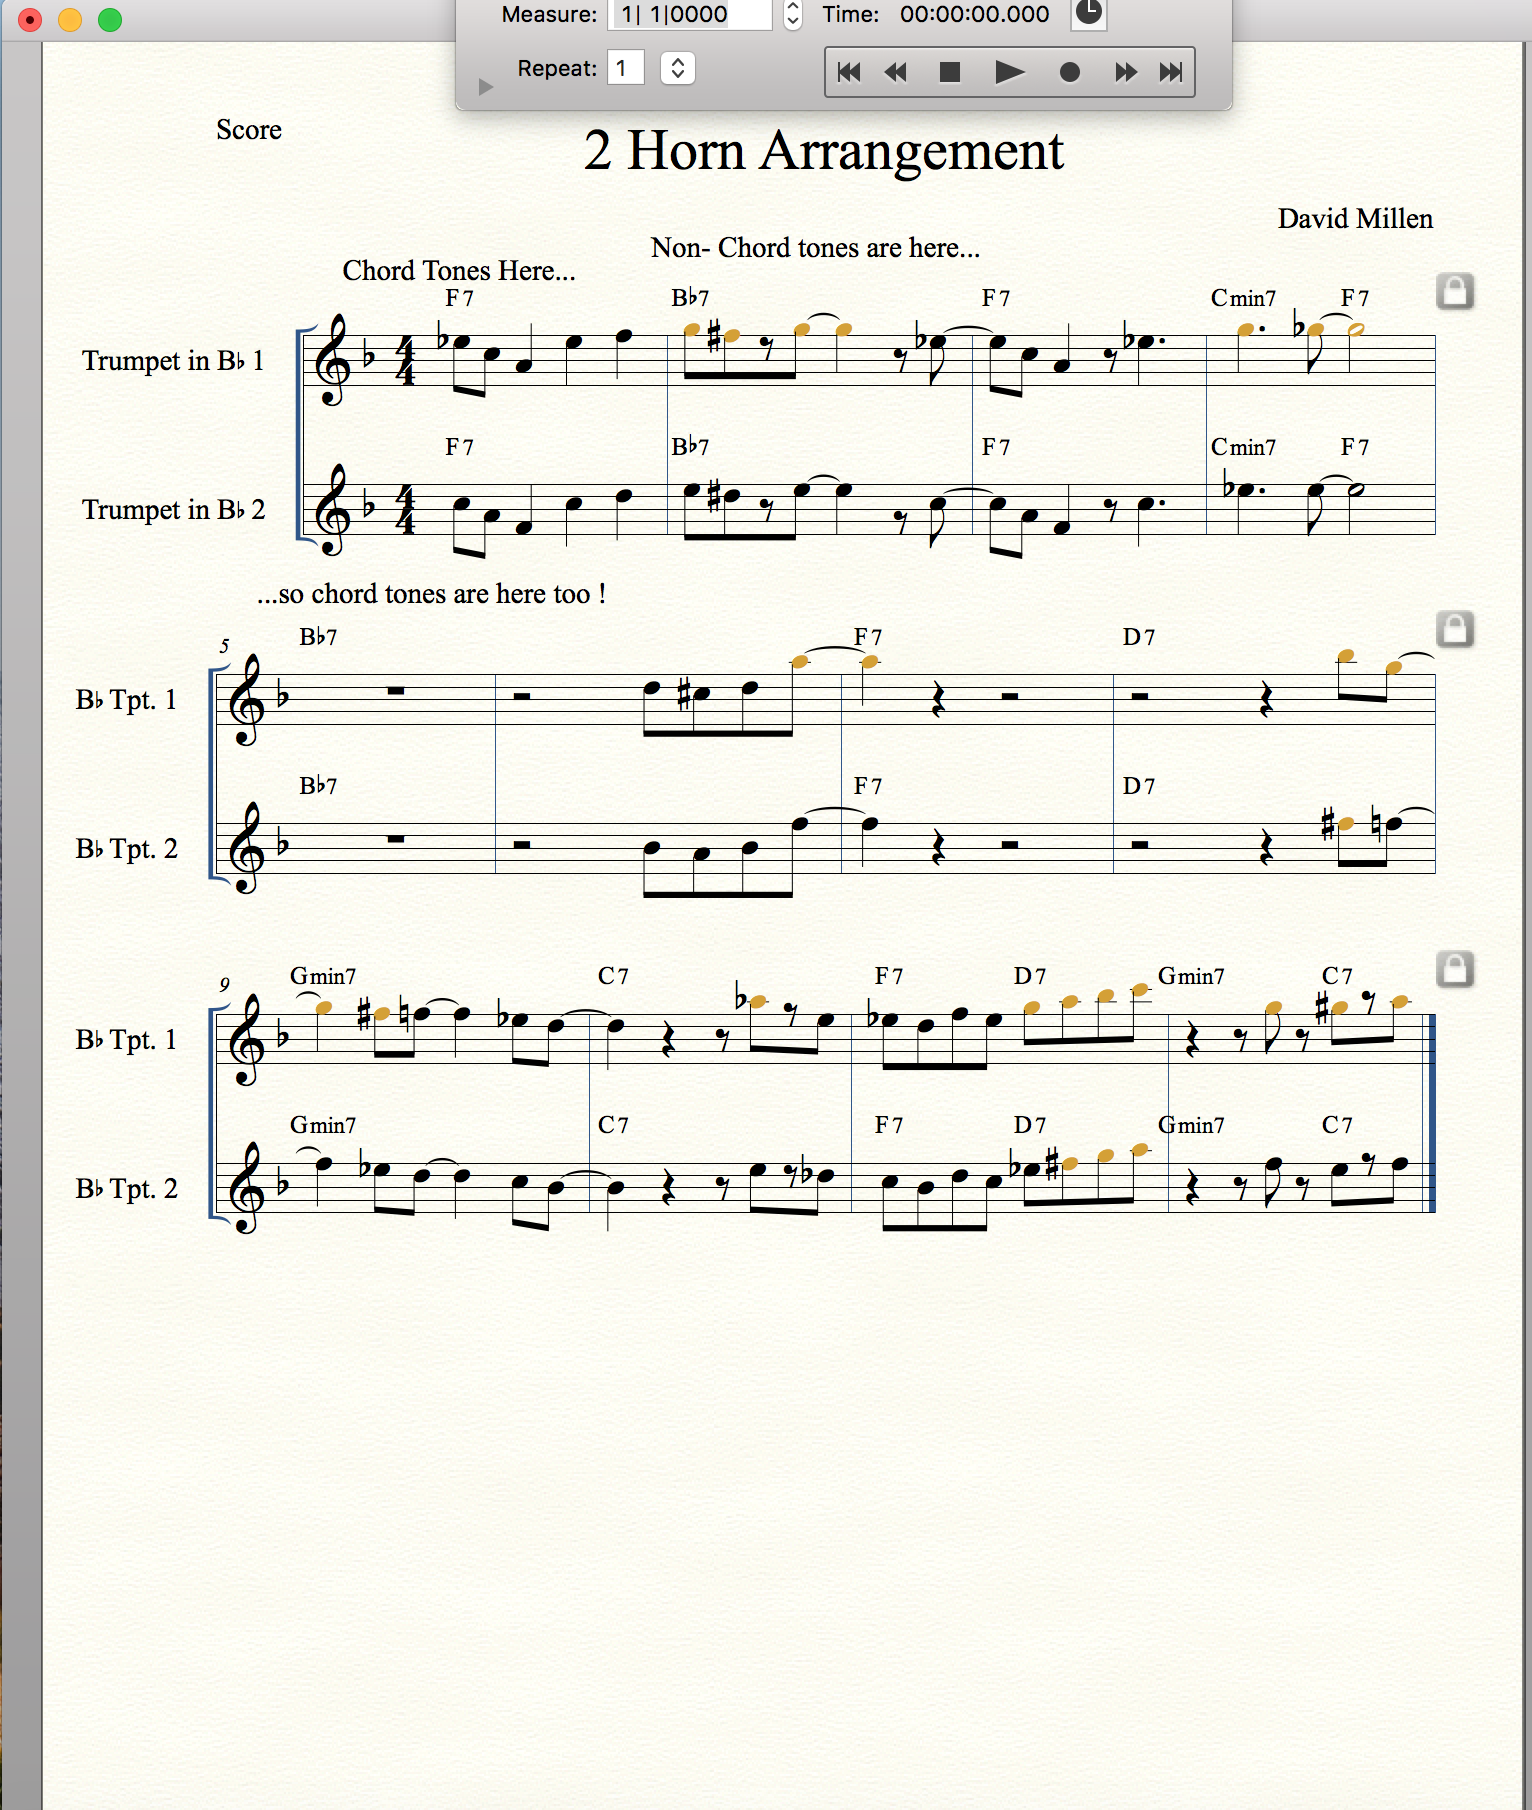 Measure: 1| 1|0000 Time: 00:00:00.000
Repeat: 1
Score
2 Horn Arrangement
David Millen
Non- Chord tones are here...
Chord Tones Here...
F7 B♭7 F7 Cmin7 F7
Trumpet in B♭ 1
F7 B♭7 F7 Cmin7 F7
Trumpet in B♭ 2
...so chord tones are here too !
5 B♭7 F7 D7
B♭ Tpt. 1
B♭7 F7 D7
B♭ Tpt. 2
9 Gmin7 C7 F7 D7 Gmin7 C7
B♭ Tpt. 1
Gmin7 C7 F7 D7 Gmin7 C7
B♭ Tpt. 2